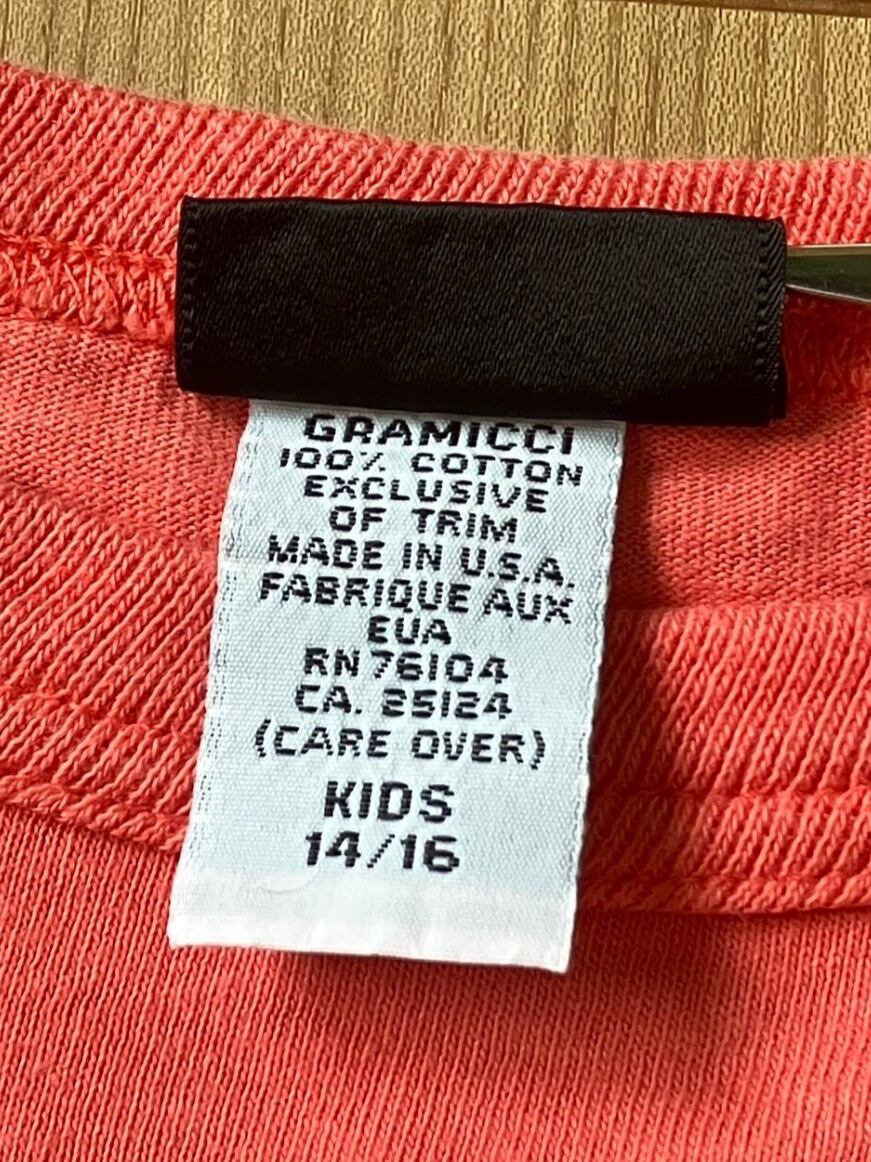 GRAMICCI
100% COTTON
EXCLUSIVE
OF TRIM
MADE IN U.S.A.
FABRIQUE AUX
EUA
RN 76104
CA. 25124
(CARE OVER)
KIDS
14/16